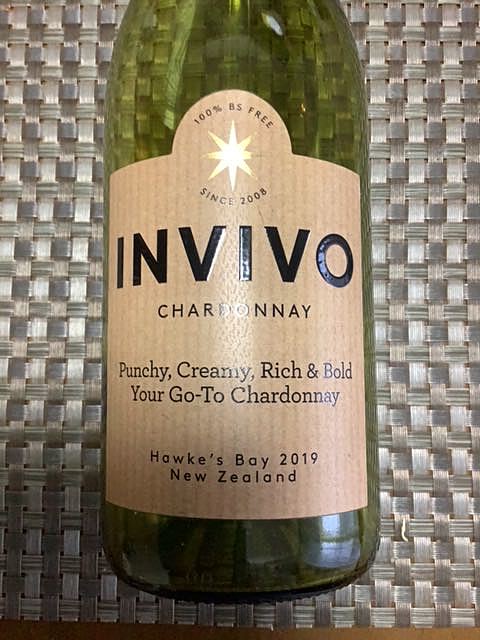 100% BS FREE
SINCE 2008
INVIVO
CHARDONNAY
Punchy, Creamy, Rich & Bold
Your Go-To Chardonnay
Hawke's Bay 2019
New Zealand